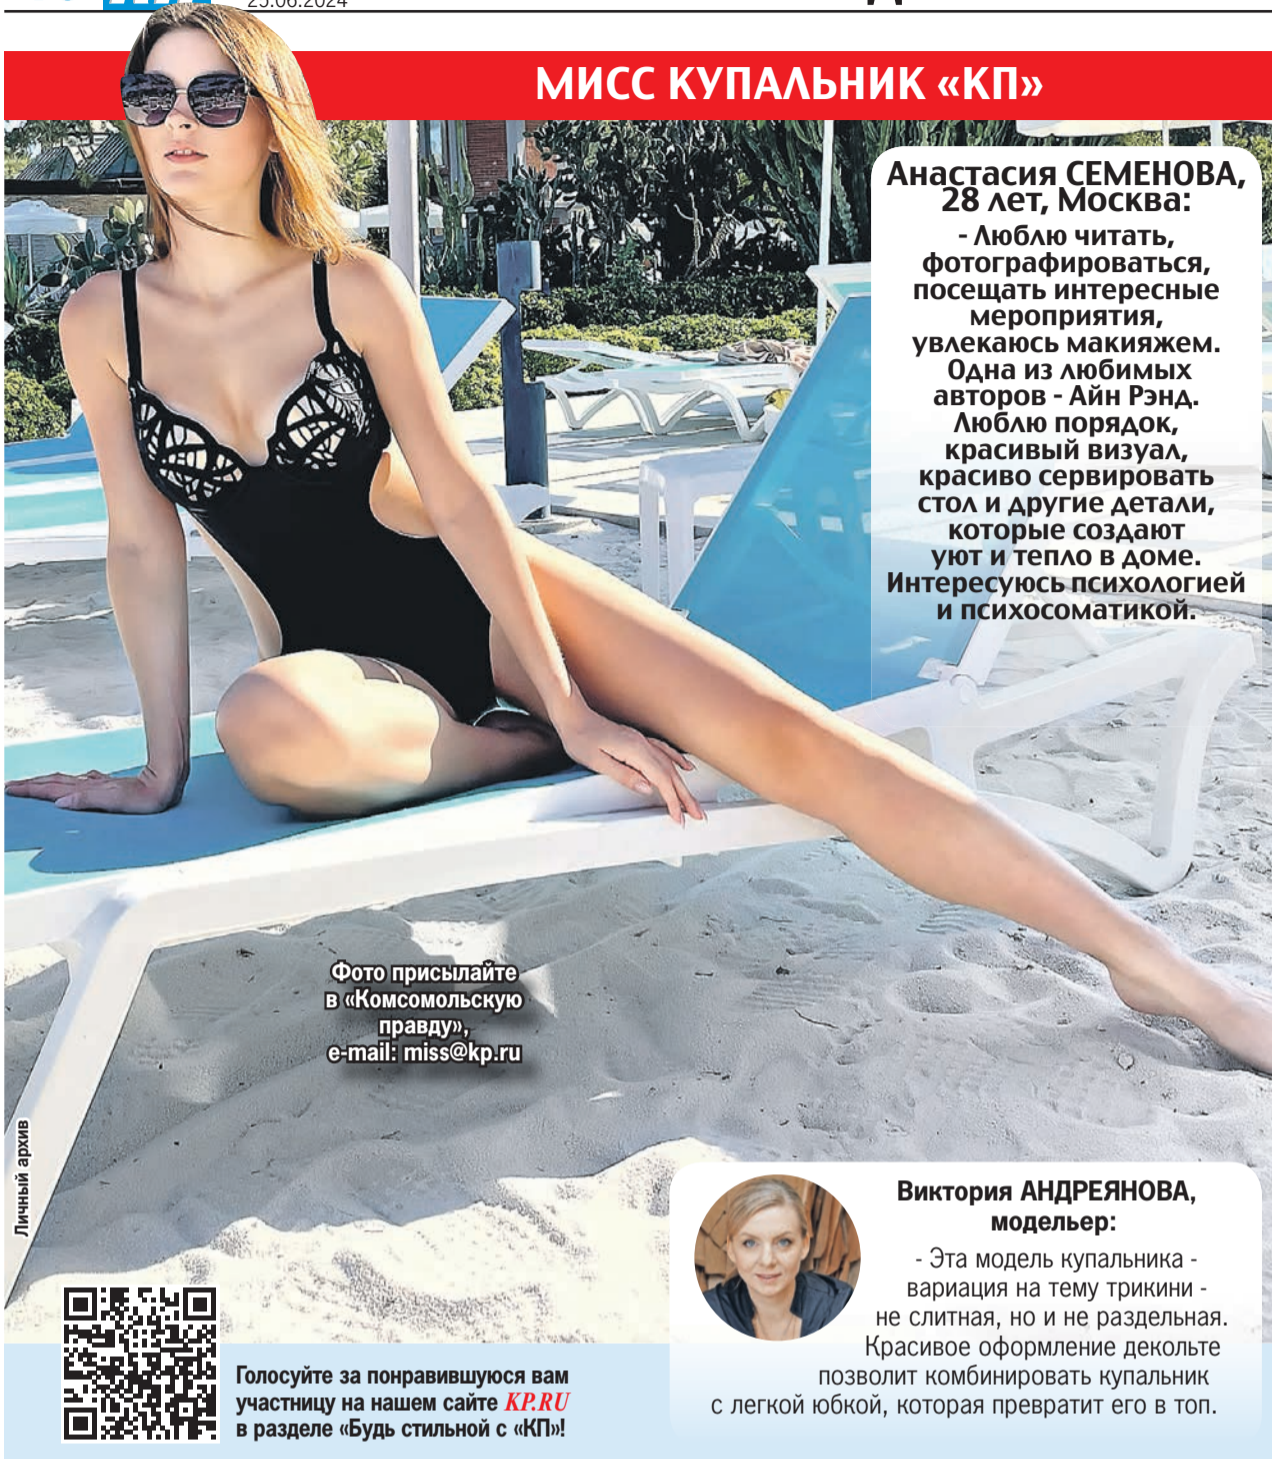 25.06.2024
МИСС КУПАЛЬНИК «КП»
Анастасия СЕМЕНОВА,
28 лет, Москва:
- Люблю читать,
фотографироваться,
посещать интересные
мероприятия,
увлекаюсь макияжем.
Одна из любимых
авторов - Айн Рэнд.
Люблю порядок,
красивый визуал,
красиво сервировать
стол и другие детали,
которые создают
уют и тепло в доме.
Интересуюсь психологией
и психосоматикой.
Фото присылайте
в «Комсомольскую
правду»,
e-mail: miss@kp.ru
Личный архив
Виктория АНДРЕЯНОВА,
модельер:
- Эта модель купальника -
вариация на тему трикини -
не слитная, но и не раздельная.
Красивое оформление декольте
позволит комбинировать купальник
с легкой юбкой, которая превратит его в топ.
Голосуйте за понравившуюся вам
участницу на нашем сайте KP.RU
в разделе «Будь стильной с «КП»!